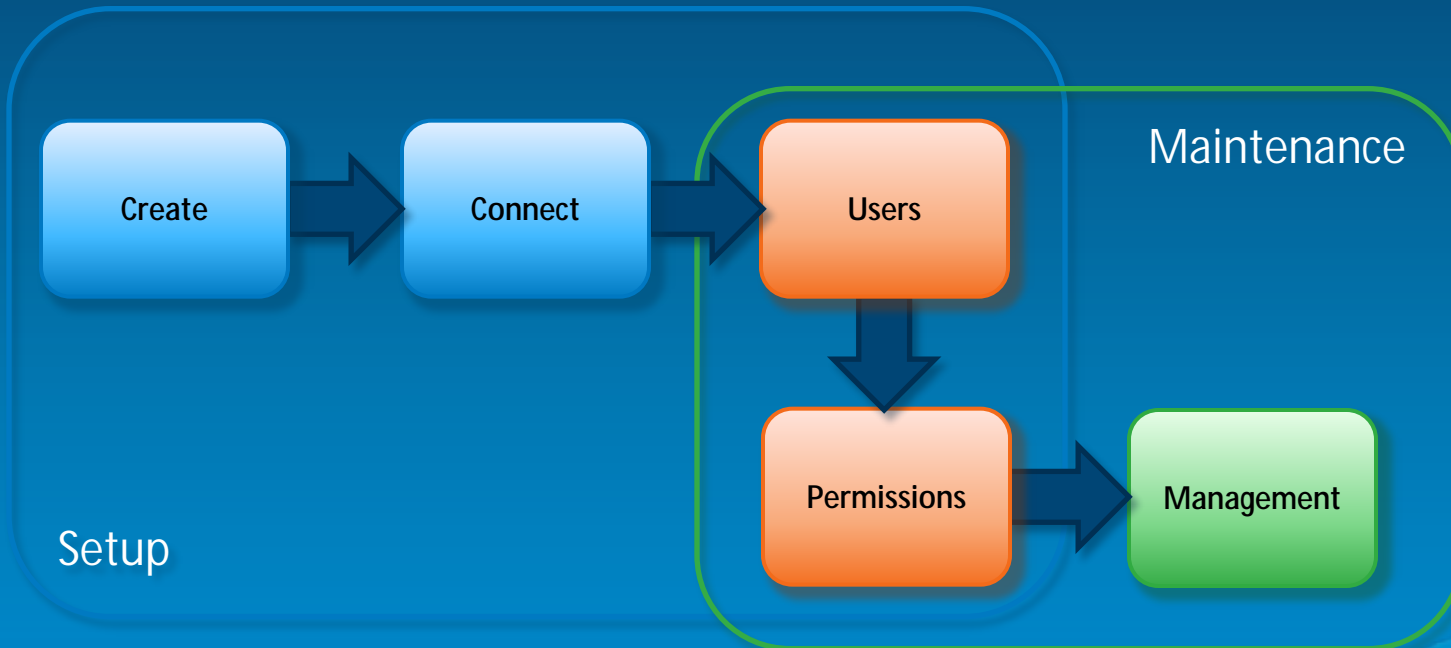 Maintenance
Create
Connect
Users
Permissions
Management
Setup